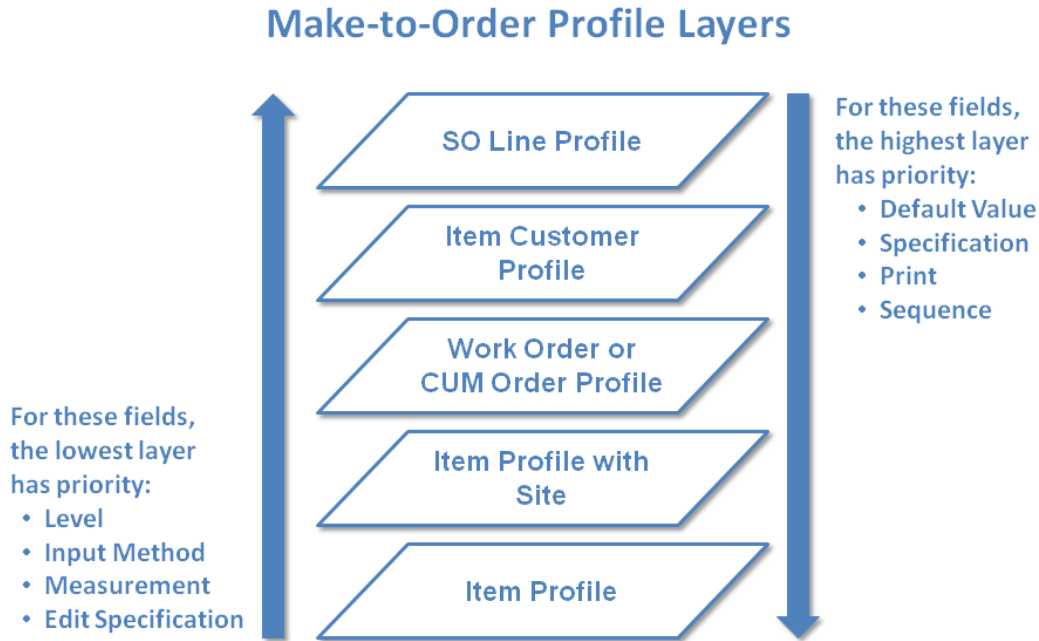 Make-to-Order Profile Layers
SO Line Profile
Item Customer
Profile
Work Order or
CUM Order Profile
Item Profile with
Site
Item Profile
For these fields,
the highest layer
has priority:
• Default Value
• Specification
• Print
• Sequence
For these fields,
the lowest layer
has priority:
• Level
• Input Method
• Measurement
• Edit Specification